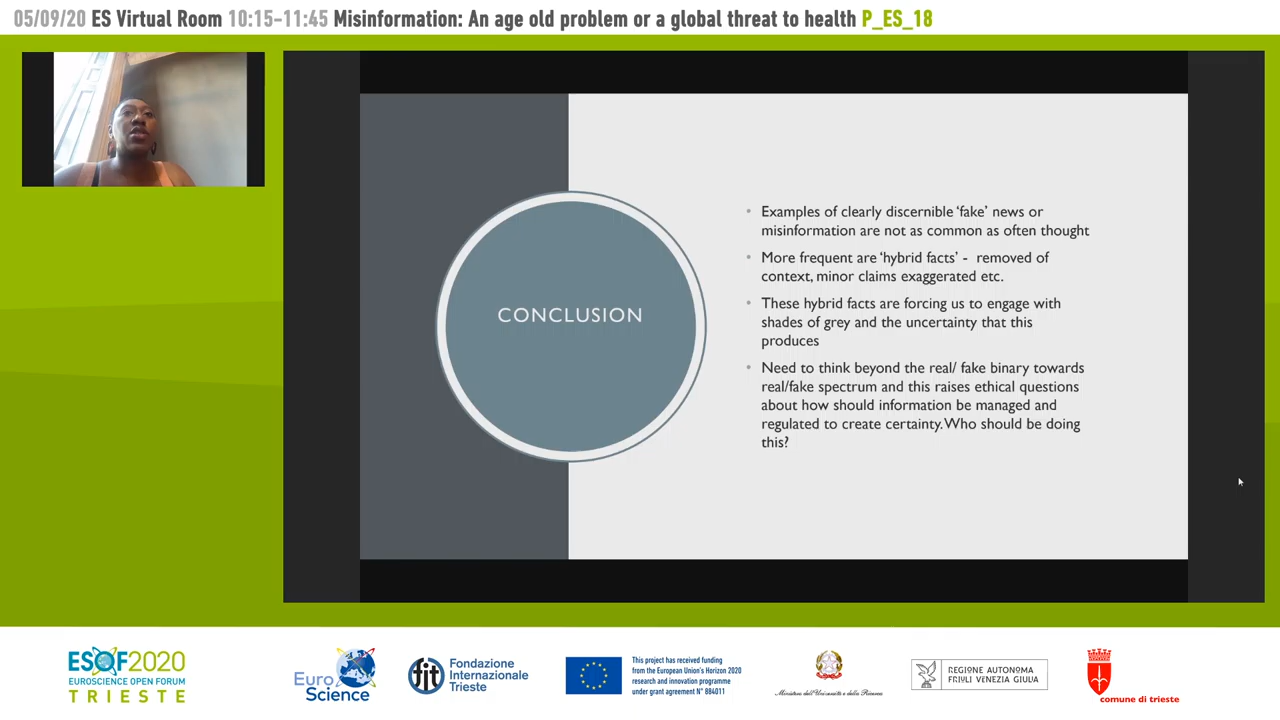 05/09/20 ES Virtual Room 10:15-11:45 Misinformation: An age old problem or a global threat to health P_ES_18
CONCLUSION
• Examples of clearly discernible ‘fake’ news or
misinformation are not as common as often thought
• More frequent are ‘hybrid facts’ - removed of
context, minor claims exaggerated etc.
• These hybrid facts are forcing us to engage with
shades of grey and the uncertainty that this
produces
• Need to think beyond the real/ fake binary towards
real/fake spectrum and this raises ethical questions
about how should information be managed and
regulated to create certainty. Who should be doing
this?
ESOF2020
EUROSCIENCE OPEN FORUM
TRIESTE
Euro
Science
fit
Fondazione
Internazionale
Trieste
This project has received funding
from the European Union's Horizon 2020
research and innovation programme
under grant agreement N° 884011
Ministero dell'Università e della Ricerca
REGIONE AUTONOMA
FRIULI VENEZIA GIULIA
comune di trieste